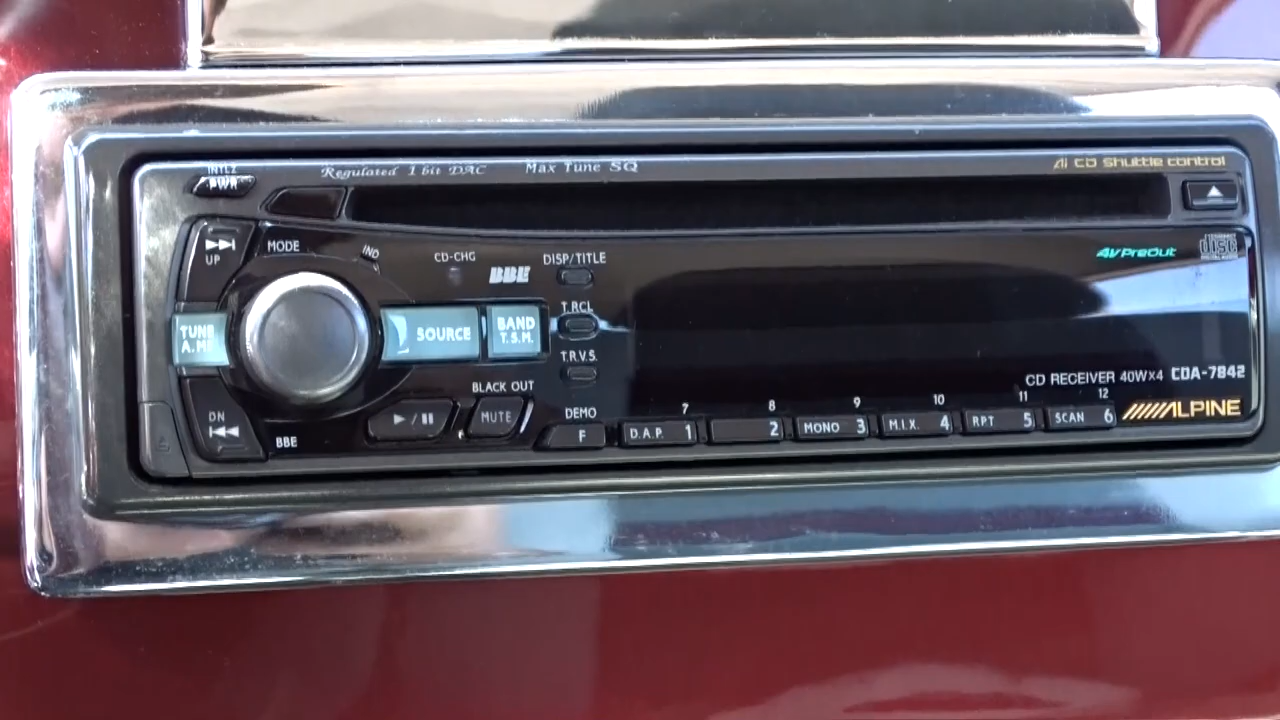 INTLZ
PWR
Regulated 1 bit DAC
Max Tune SQ
Ai CD Shuttle control
UP
MODE
IND
CD-CHG
BBE
DISP/TITLE
4V PreOut
disc
TUNE
A.ME
SOURCE
BAND
T.S.M.
T.RCL
T.R.V.S.
CD RECEIVER 40WX4 CDA-7842
DN
BBE
BLACK OUT
MUTE
DEMO
F
7 8 9 10 11 12
D.A.P. 1
2
MONO 3
M.I.X. 4
RPT 5
SCAN 6
ALPINE